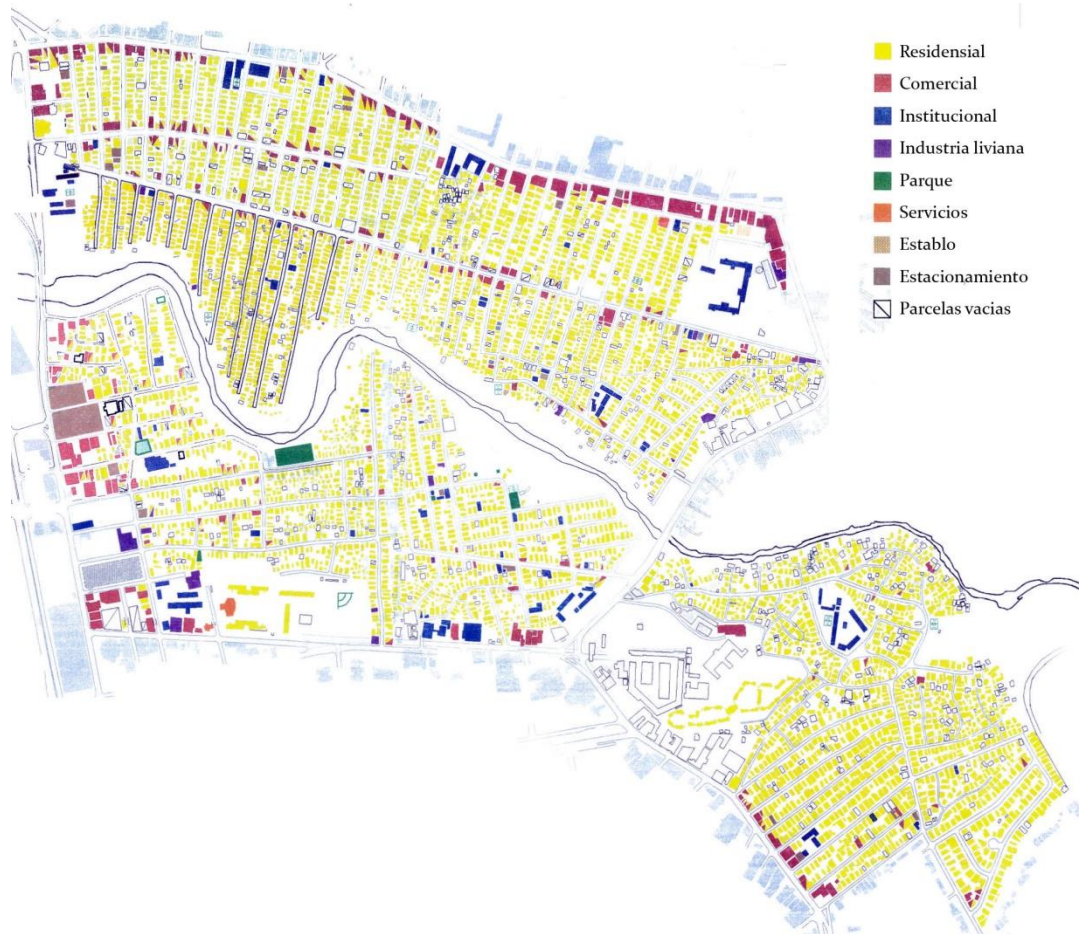 Residensial
Comercial
Institucional
Industria liviana
Parque
Servicios
Establo
Estacionamiento
Parcelas vacias